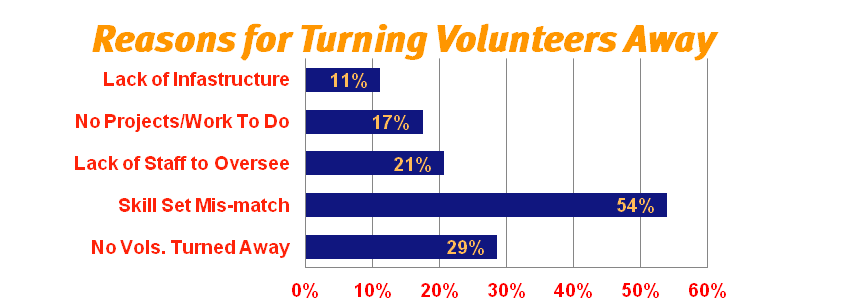 Reasons for Turning Volunteers Away
Lack of Infastructure 11%
No Projects/Work To Do 17%
Lack of Staff to Oversee 21%
Skill Set Mis-match 54%
No Vols. Turned Away 29%
0% 10% 20% 30% 40% 50% 60%